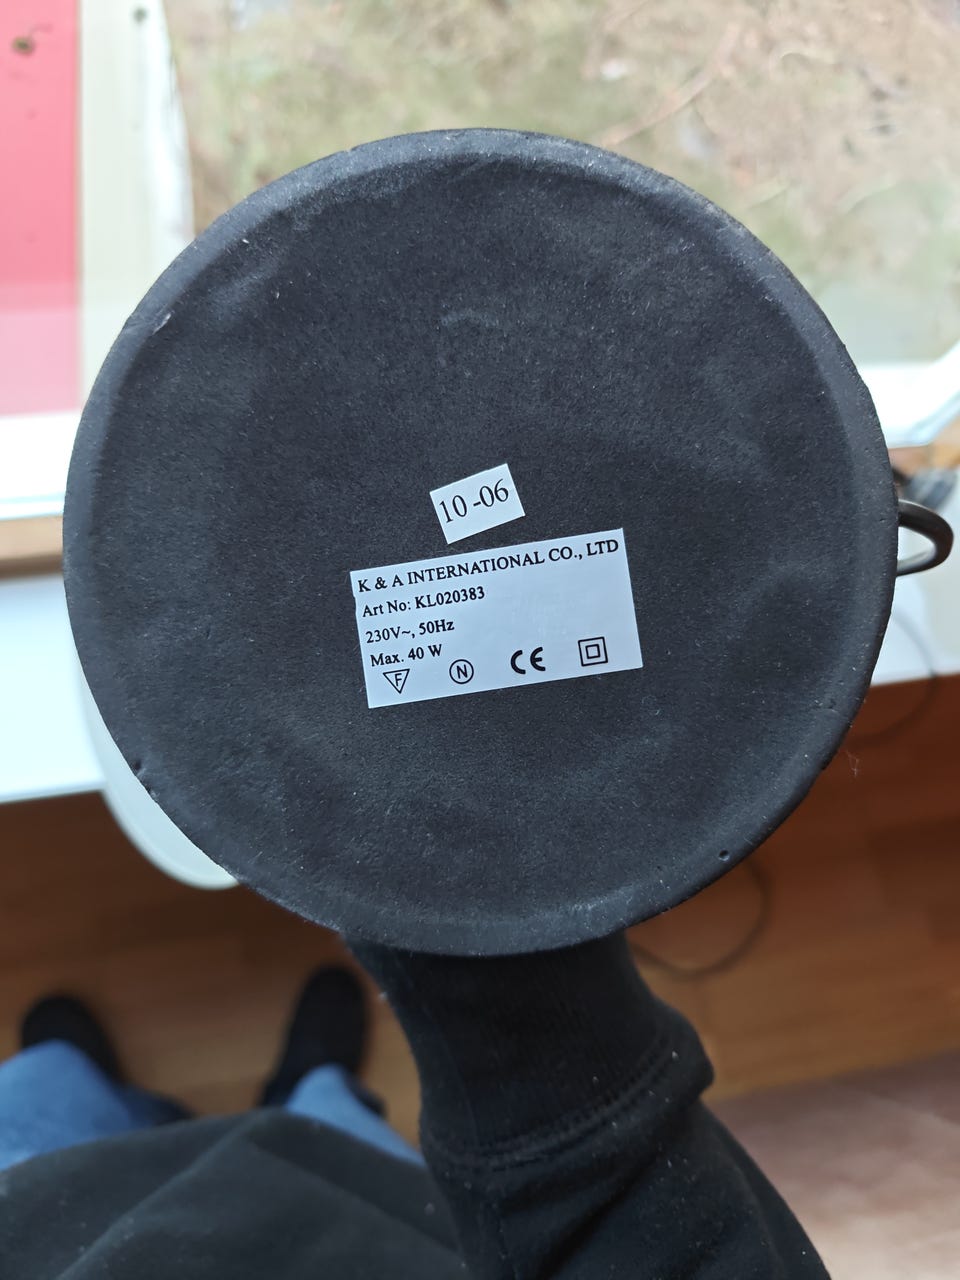 10-06
K & A INTERNATIONAL CO., LTD
Art No: KL020383
230V~, 50Hz
Max. 40 W
F N CE